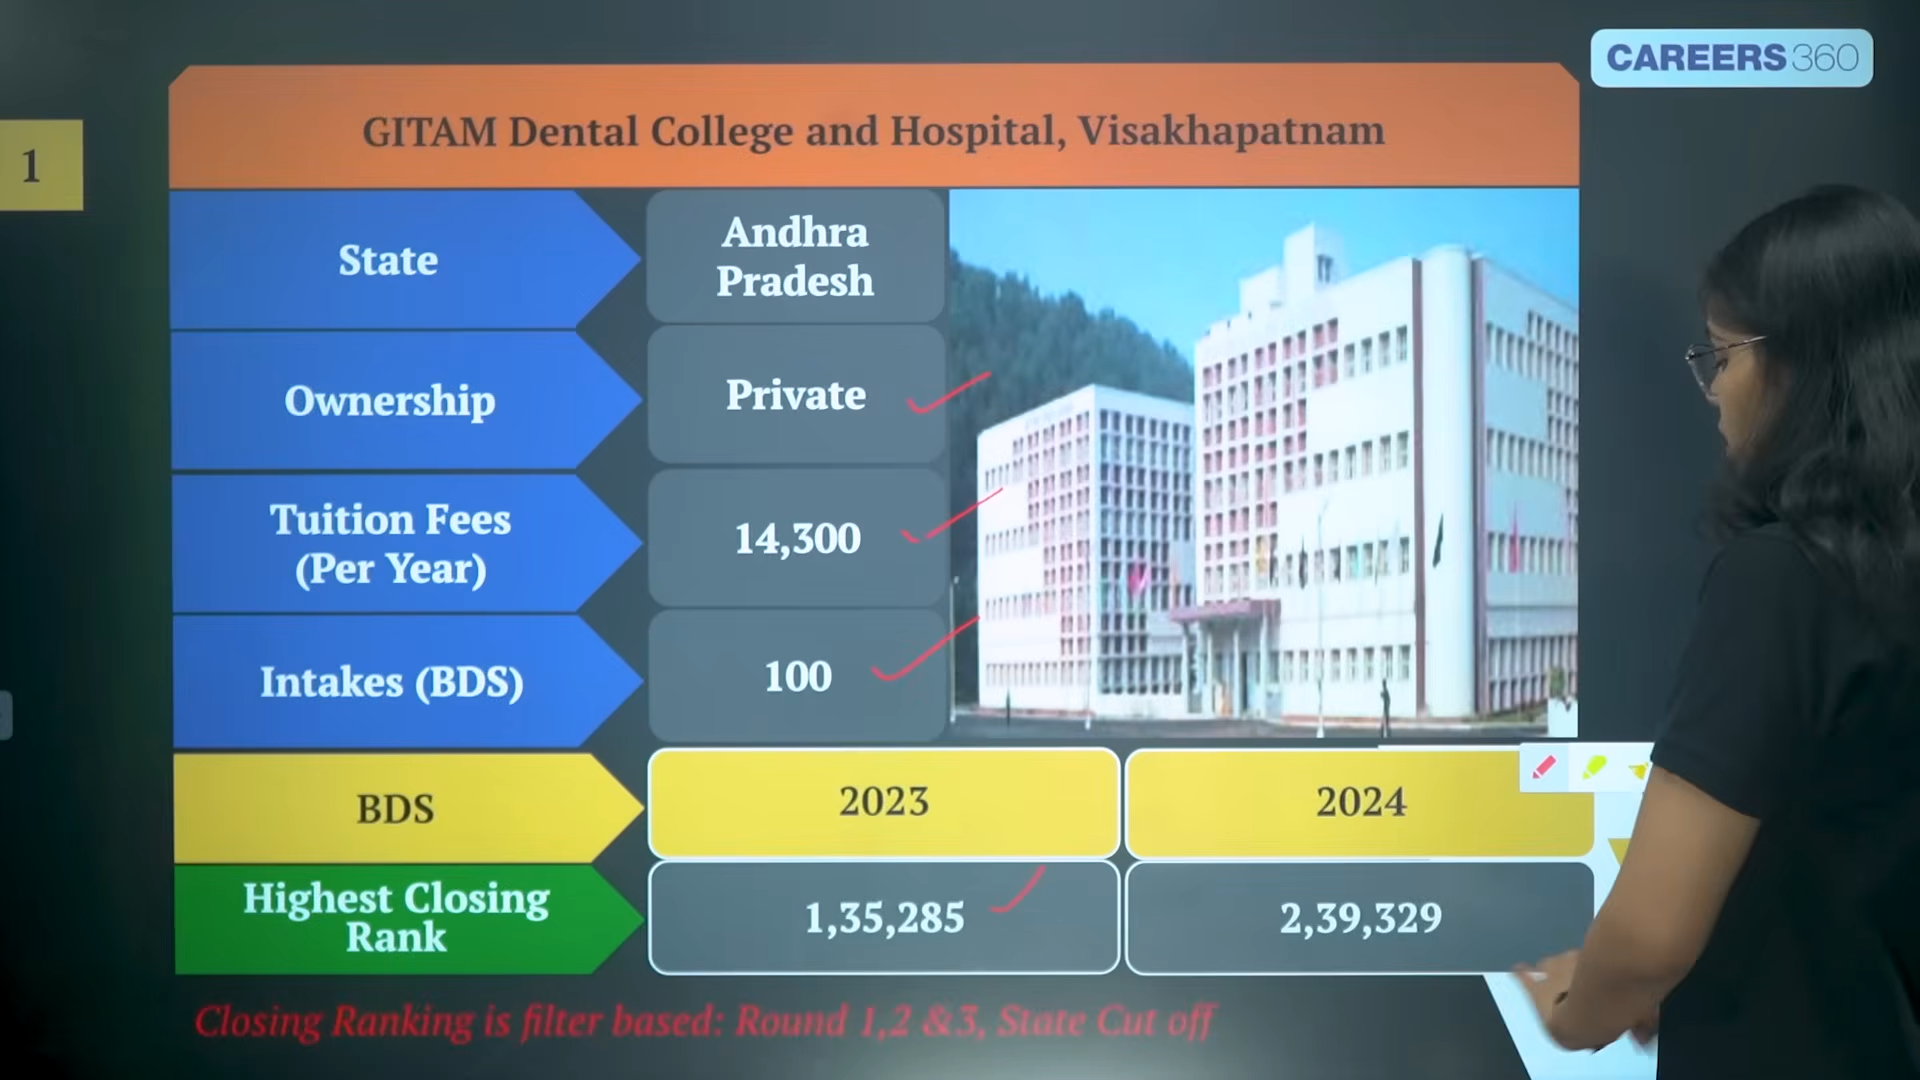 CAREERS360
1
GITAM Dental College and Hospital, Visakhapatnam
State
Andhra
Pradesh
Ownership
Private
Tuition Fees
(Per Year)
14,300
Intakes (BDS)
100
BDS
2023
2024
Highest Closing
Rank
1,35,285
2,39,329
Closing Ranking is filter based: Round 1,2 &3, State Cut off